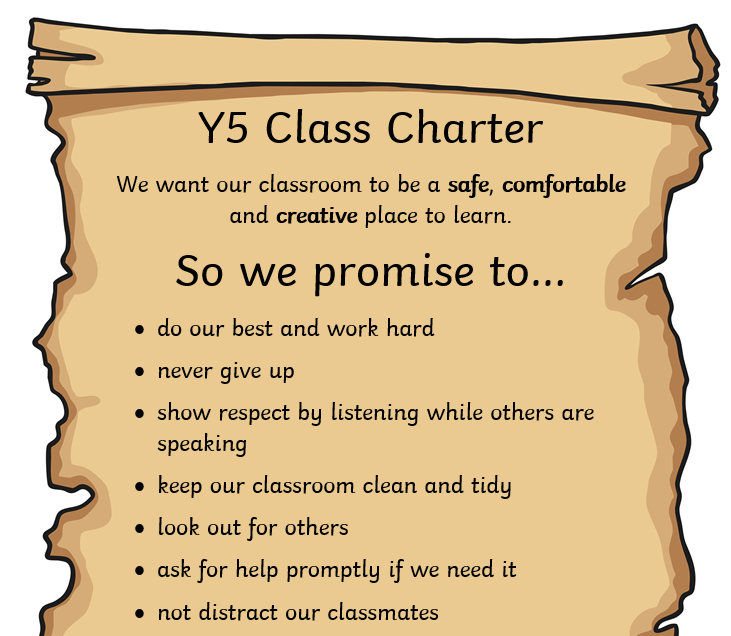 Y5 Class Charter
We want our classroom to be a safe, comfortable
and creative place to learn.
So we promise to...
• do our best and work hard
• never give up
• show respect by listening while others are
speaking
• keep our classroom clean and tidy
• look out for others
• ask for help promptly if we need it
• not distract our classmates